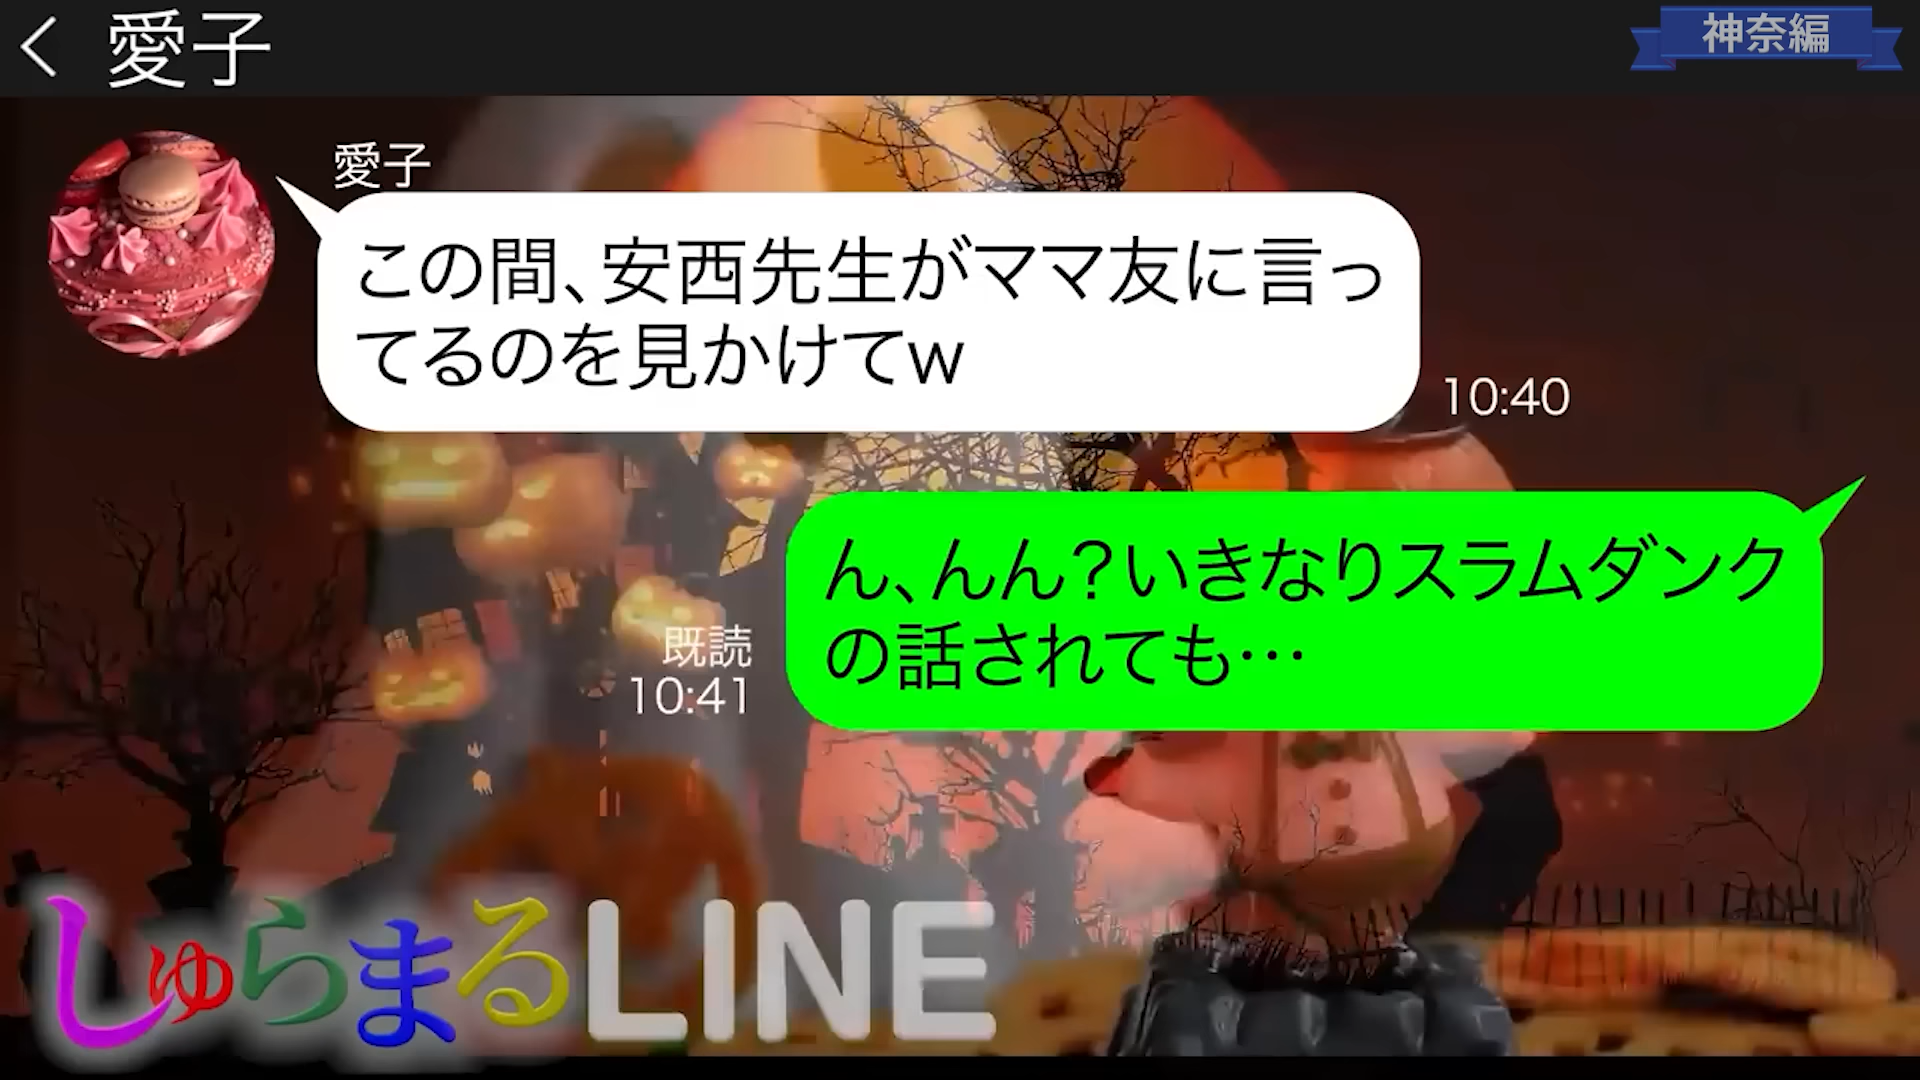 愛子
神奈編
愛子
この間、安西先生がママ友に言っ
てるのを見かけてw
10:40
ん、んん？いきなりスラムダンク
の話されても…
既読
10:41
しゅらまるLINE